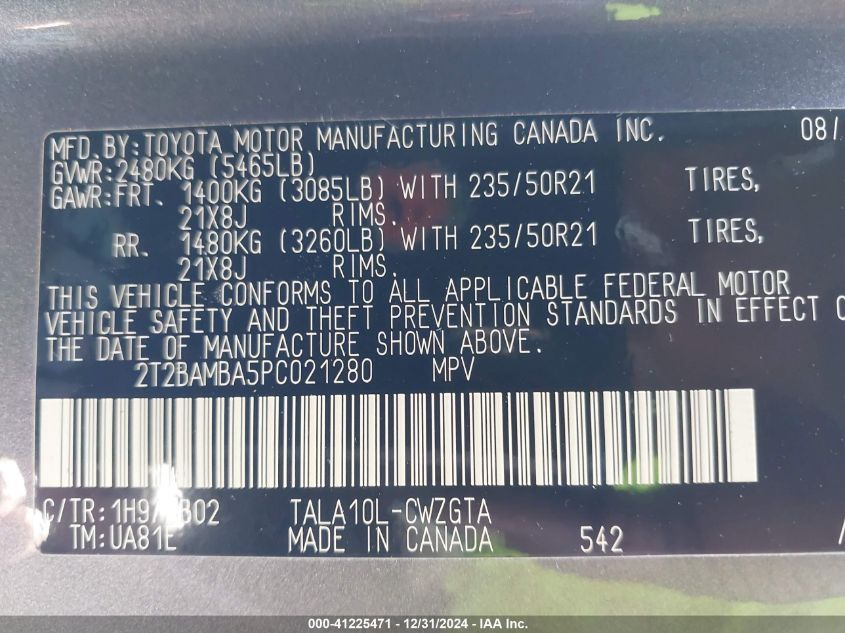 MFD. BY: TOYOTA MOTOR MANUFACTURING CANADA INC. 08/
GVWR: 2480KG (5465LB)
GAWR: FRT. 1400KG (3085LB) WITH 235/50R21 TIRES,
21X8J RIMS.
RR. 1480KG (3260LB) WITH 235/50R21 TIRES,
21X8J RIMS.
THIS VEHICLE CONFORMS TO ALL APPLICABLE FEDERAL MOTOR
VEHICLE SAFETY AND THEFT PREVENTION STANDARDS IN EFFECT
THE DATE OF MANUFACTURE SHOWN ABOVE.
2T2BAMBA5PC021280 MPV
C/TR: TALA10L-CWZGTA
TM: UA81E MADE IN CANADA 542
000-41225471 - 12/31/2024 - IAA Inc.